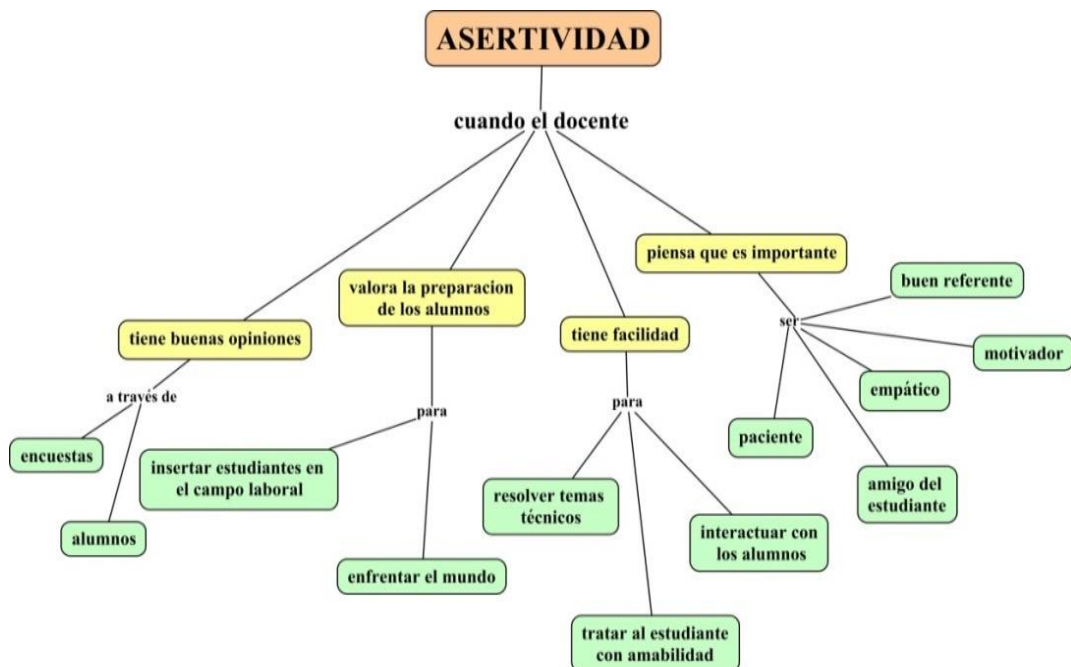 ASERTIVIDAD
cuando el docente
tiene buenas opiniones
a través de
encuestas
alumnos
valora la preparacion
de los alumnos
para
insertar estudiantes en
el campo laboral
enfrentar el mundo
tiene facilidad
para
resolver temas
técnicos
tratar al estudiante
con amabilidad
interactuar con
los alumnos
piensa que es importante
ser
buen referente
motivador
empático
paciente
amigo del
estudiante